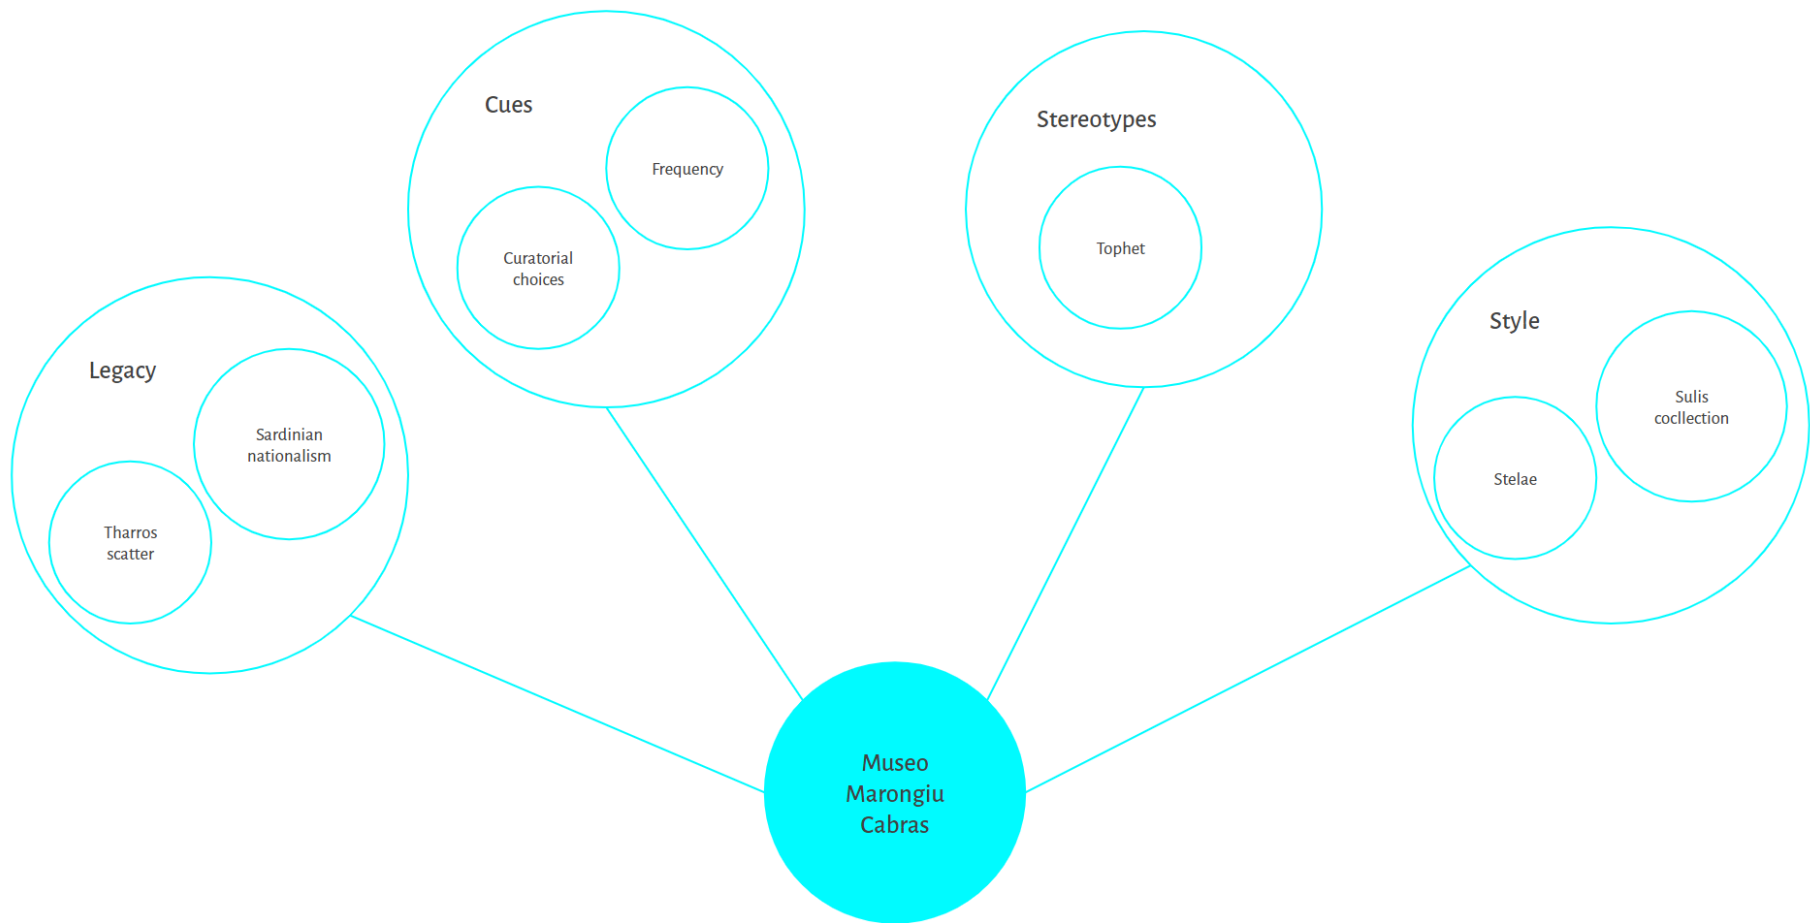 Cues
Frequency
Curatorial
choices
Stereotypes
Tophet
Style
Sulis
cocllection
Stelae
Legacy
Sardinian
nationalism
Tharros
scatter
Museo
Marongiu
Cabras